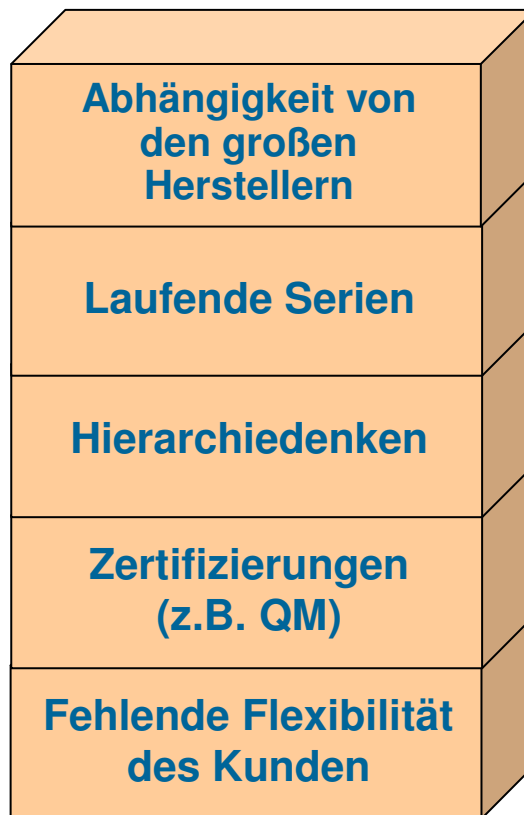 Abhängigkeit von
den großen
Herstellern
Laufende Serien
Hierarchiedenken
Zertifizierungen
(z.B. QM)
Fehlende Flexibilität
des Kunden